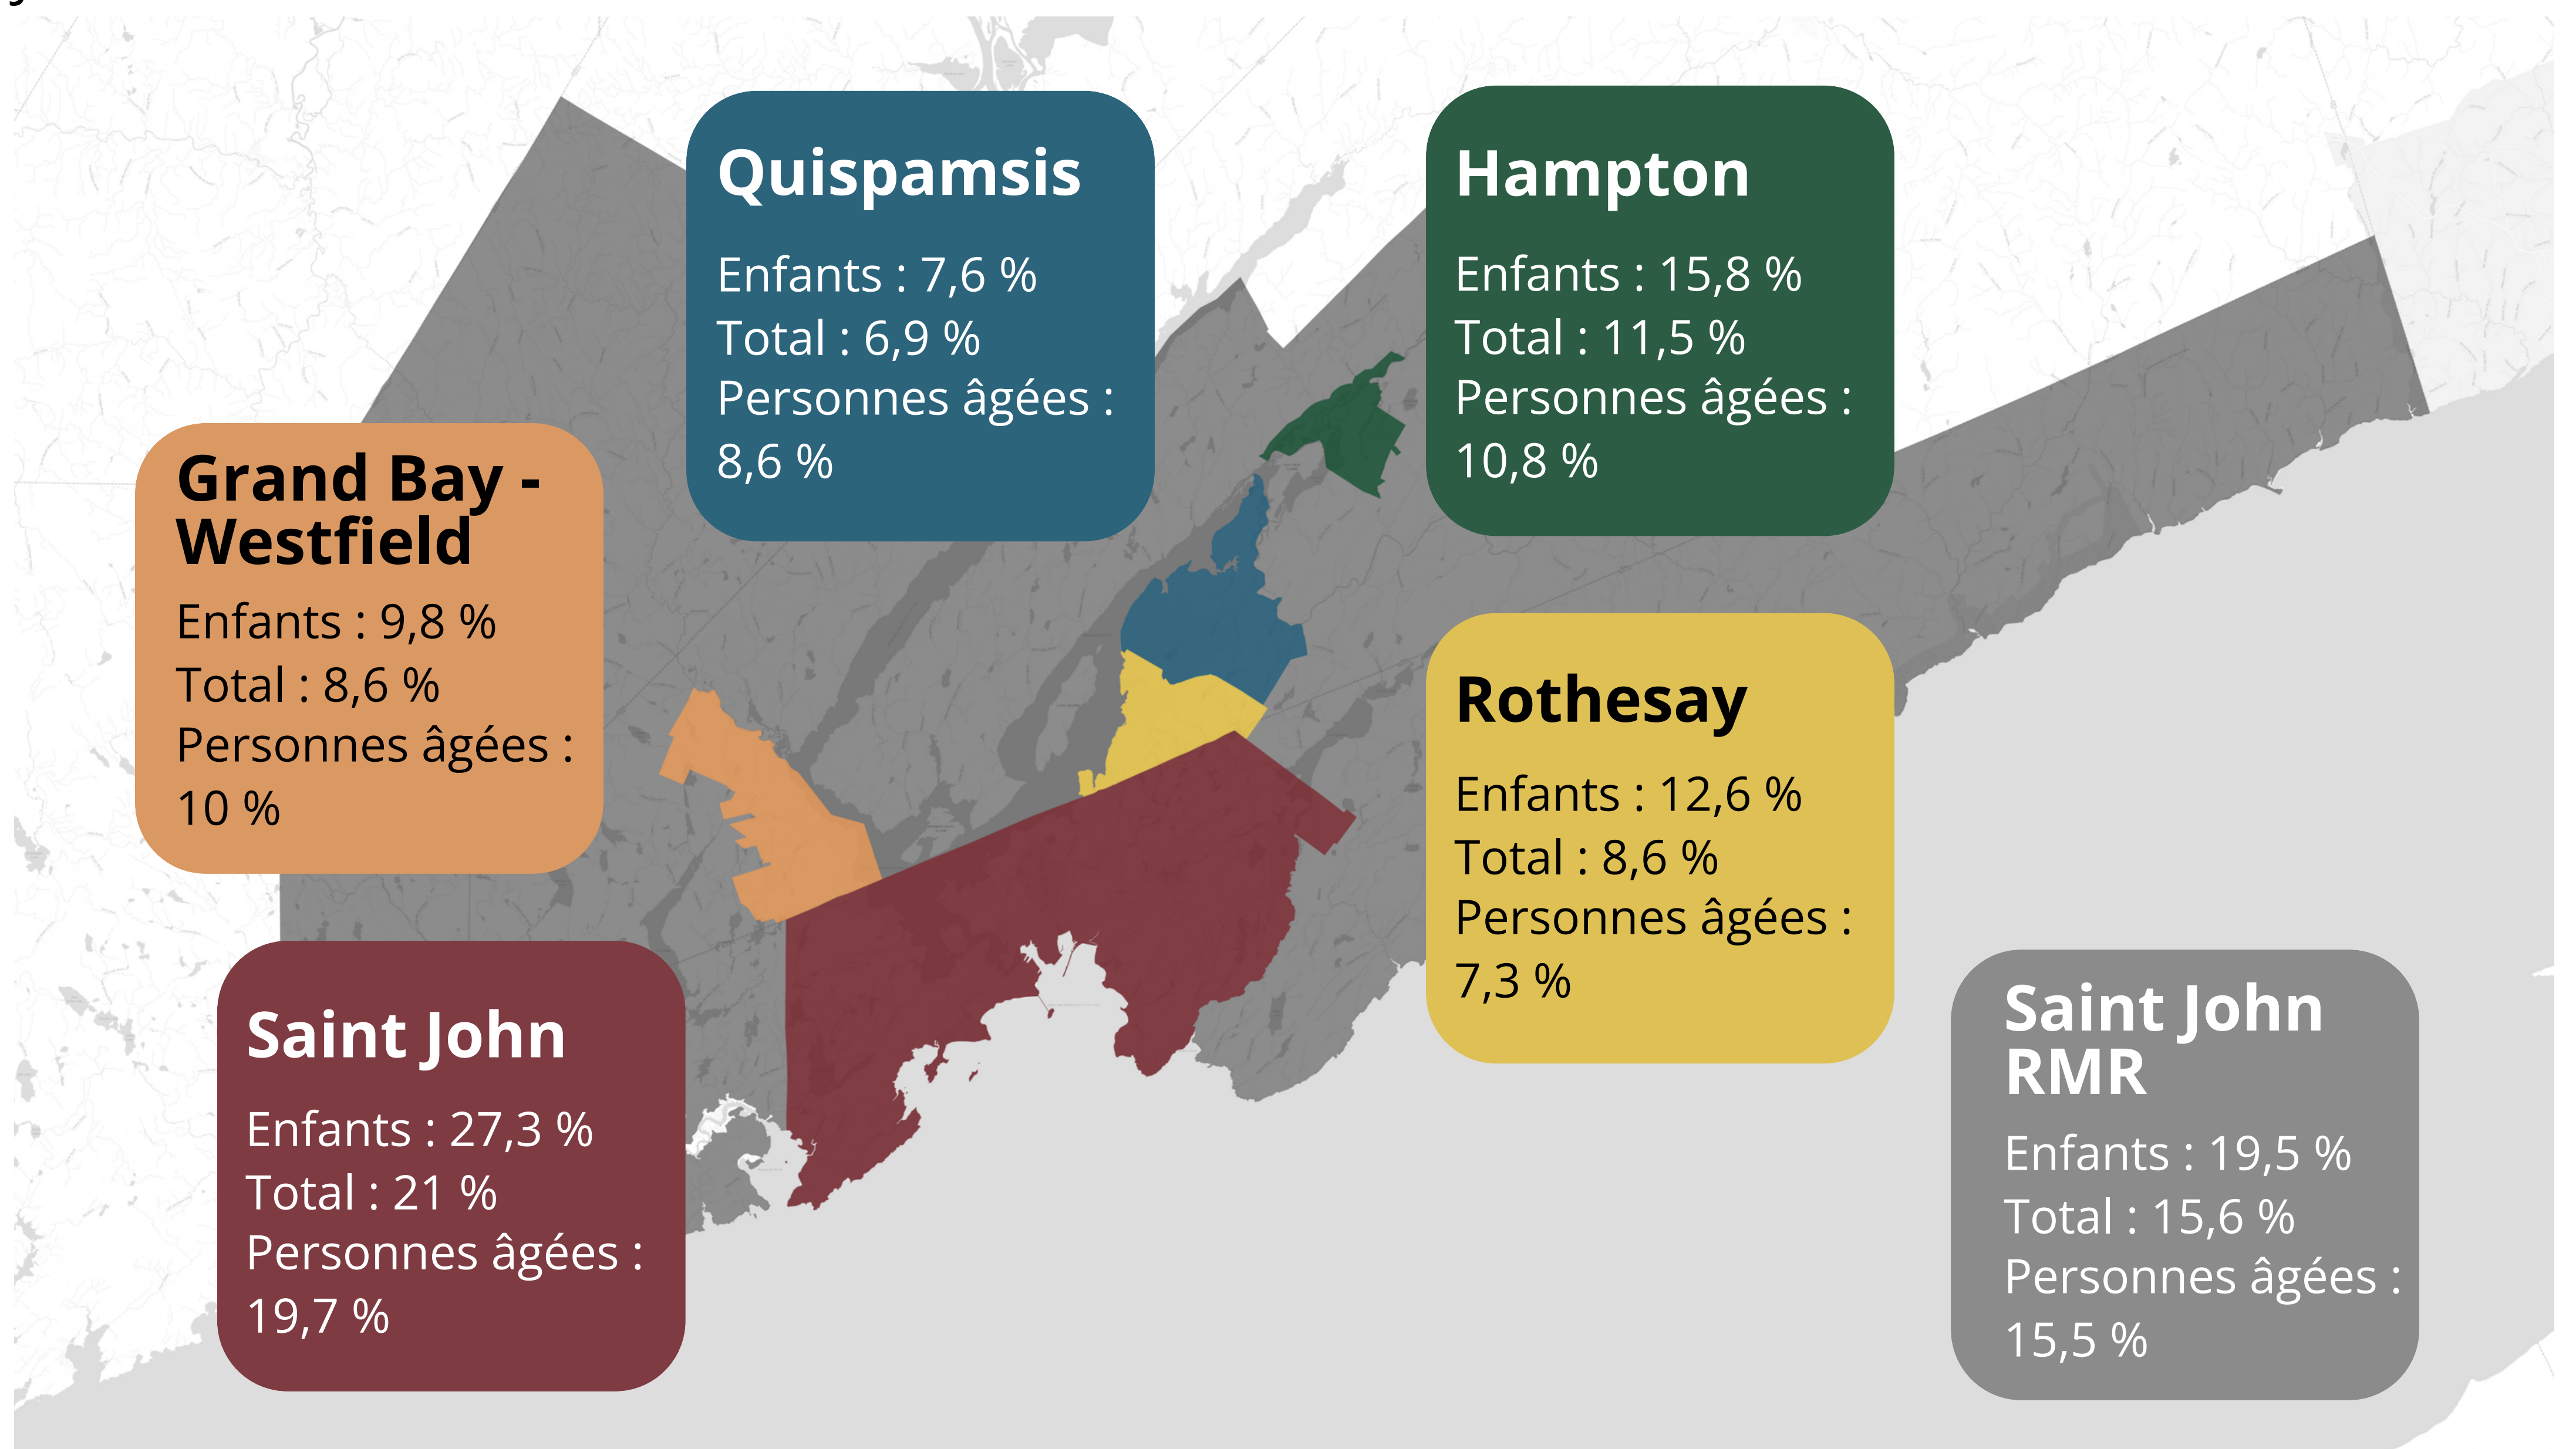 Quispamsis
Enfants : 7,6 %
Total : 6,9 %
Personnes âgées :
8,6 %
Hampton
Enfants : 15,8 %
Total : 11,5 %
Personnes âgées :
10,8 %
Grand Bay -
Westfield
Enfants : 9,8 %
Total : 8,6 %
Personnes âgées :
10 %
Rothesay
Enfants : 12,6 %
Total : 8,6 %
Personnes âgées :
7,3 %
Saint John
Enfants : 27,3 %
Total : 21 %
Personnes âgées :
19,7 %
Saint John
RMR
Enfants : 19,5 %
Total : 15,6 %
Personnes âgées :
15,5 %